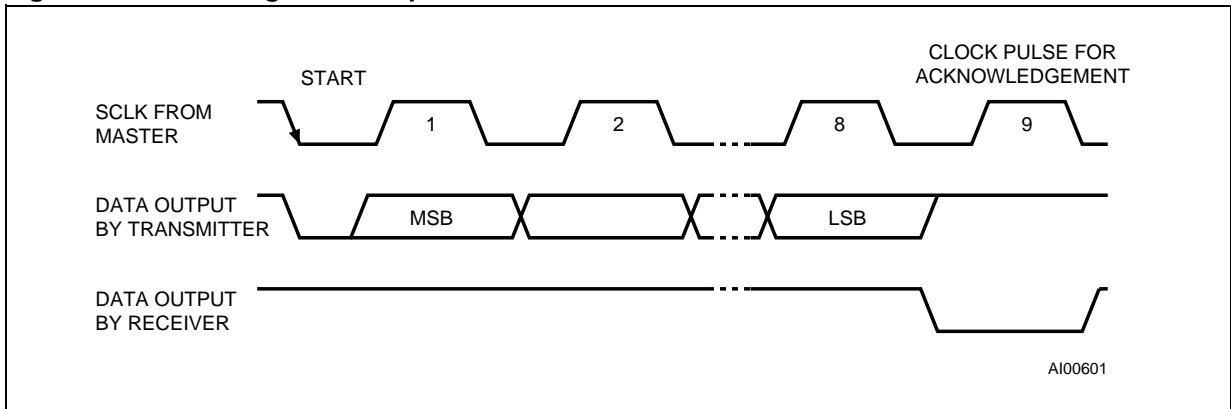 CLOCK PULSE FOR
ACKNOWLEDGEMENT
START
SCLK FROM
MASTER
1
2
8
9
DATA OUTPUT
BY TRANSMITTER
MSB
LSB
DATA OUTPUT
BY RECEIVER
AI00601